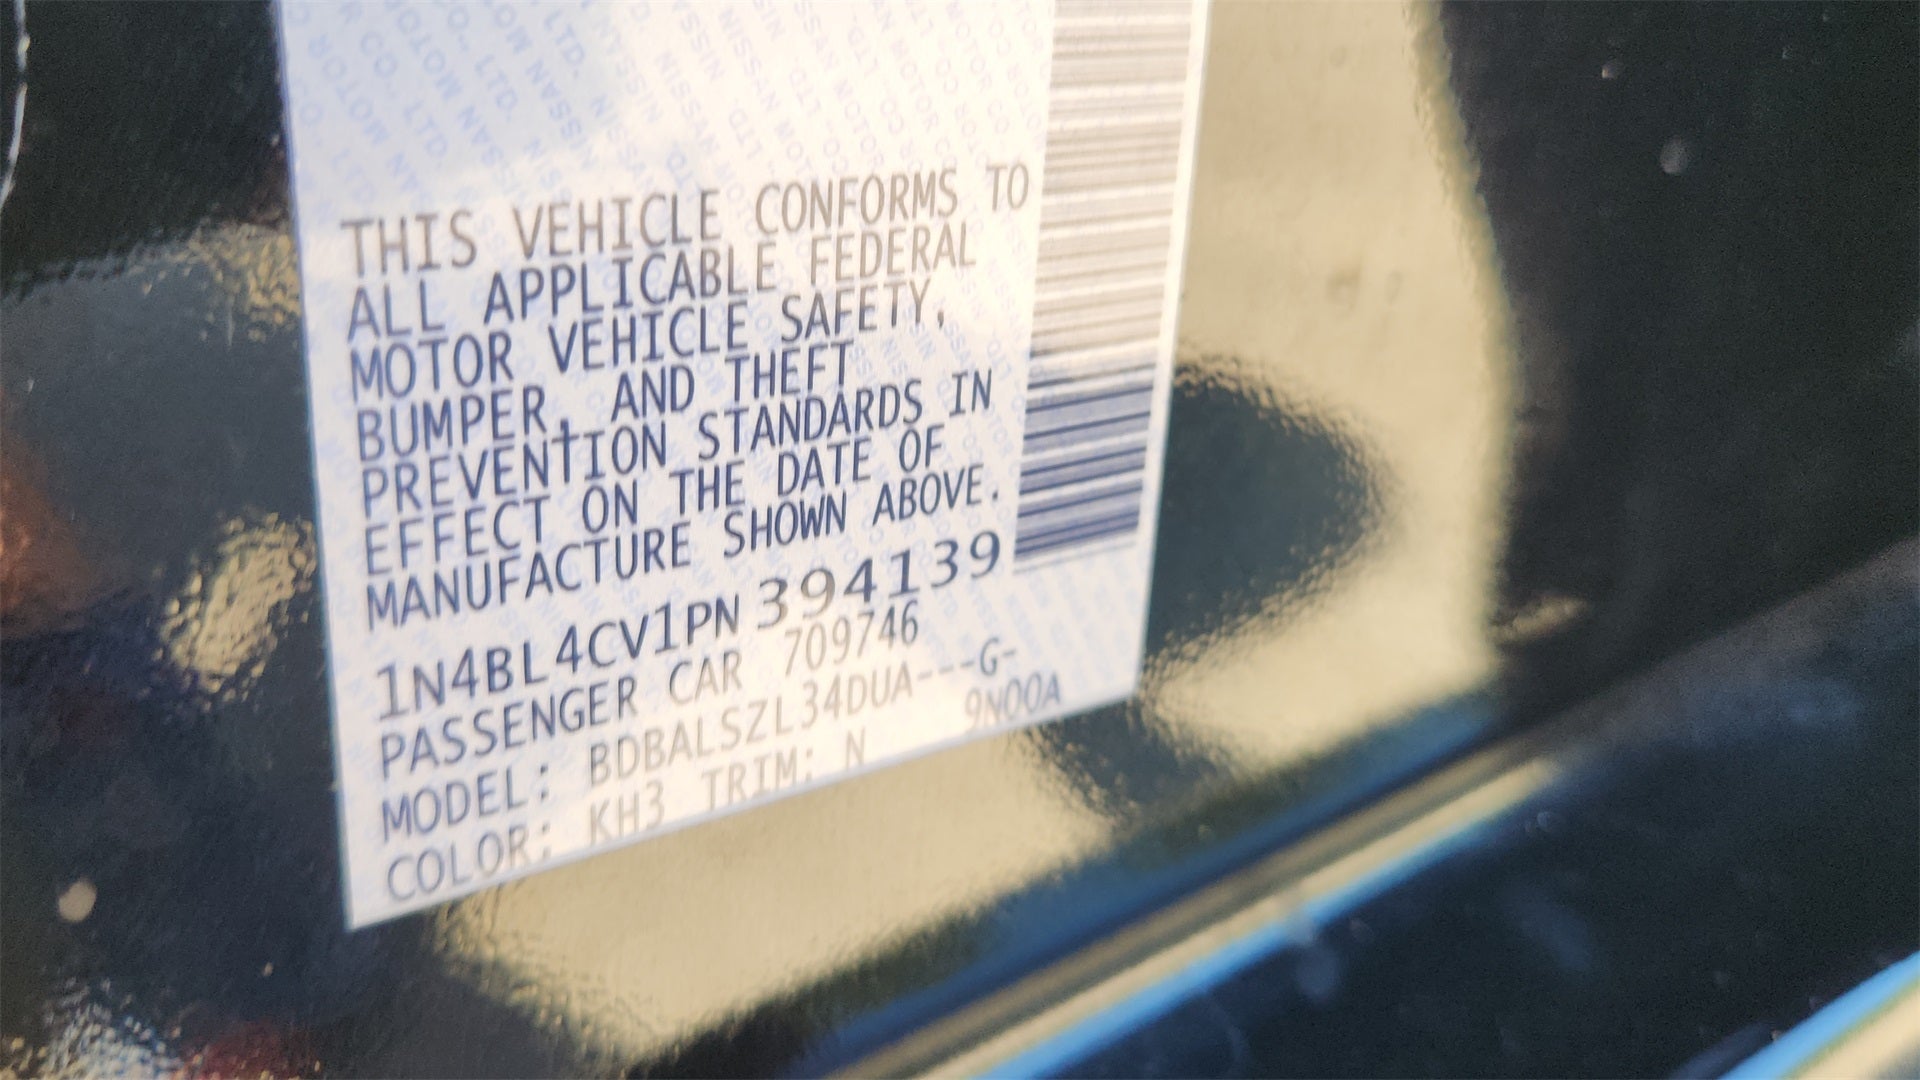 THIS VEHICLE CONFORMS TO
ALL APPLICABLE FEDERAL
MOTOR VEHICLE SAFETY,
BUMPER, AND THEFT
PREVENTION STANDARDS IN
EFFECT ON THE DATE OF
MANUFACTURE SHOWN ABOVE.
1N4BL4CV1PN394139
PASSENGER CAR 709746
MODEL: BDBALSZL34DUA---G-
COLOR: KH3 TRIM: N 9N00A